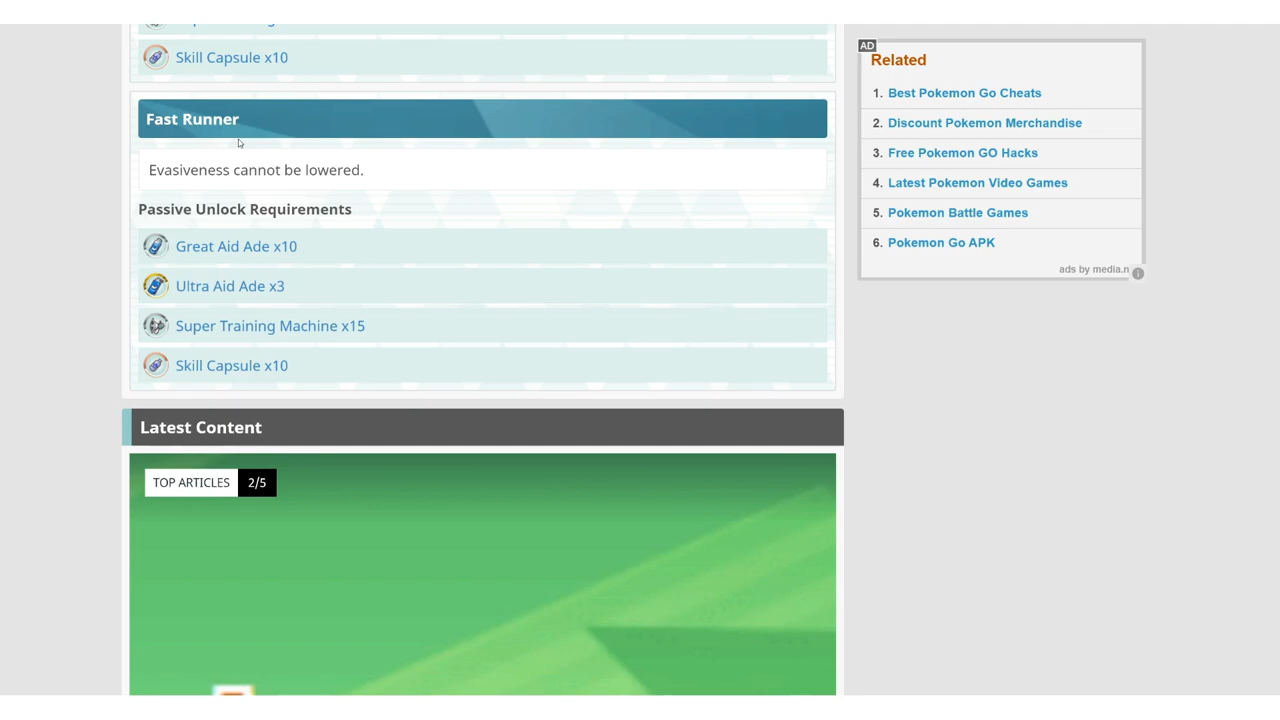 Skill Capsule x10
Fast Runner
Evasiveness cannot be lowered.
Passive Unlock Requirements
Great Aid Ade x10
Ultra Aid Ade x3
Super Training Machine x15
Skill Capsule x10
Latest Content
TOP ARTICLES 2/5
AD
Related
1. Best Pokemon Go Cheats
2. Discount Pokemon Merchandise
3. Free Pokemon GO Hacks
4. Latest Pokemon Video Games
5. Pokemon Battle Games
6. Pokemon Go APK
ads by media.n